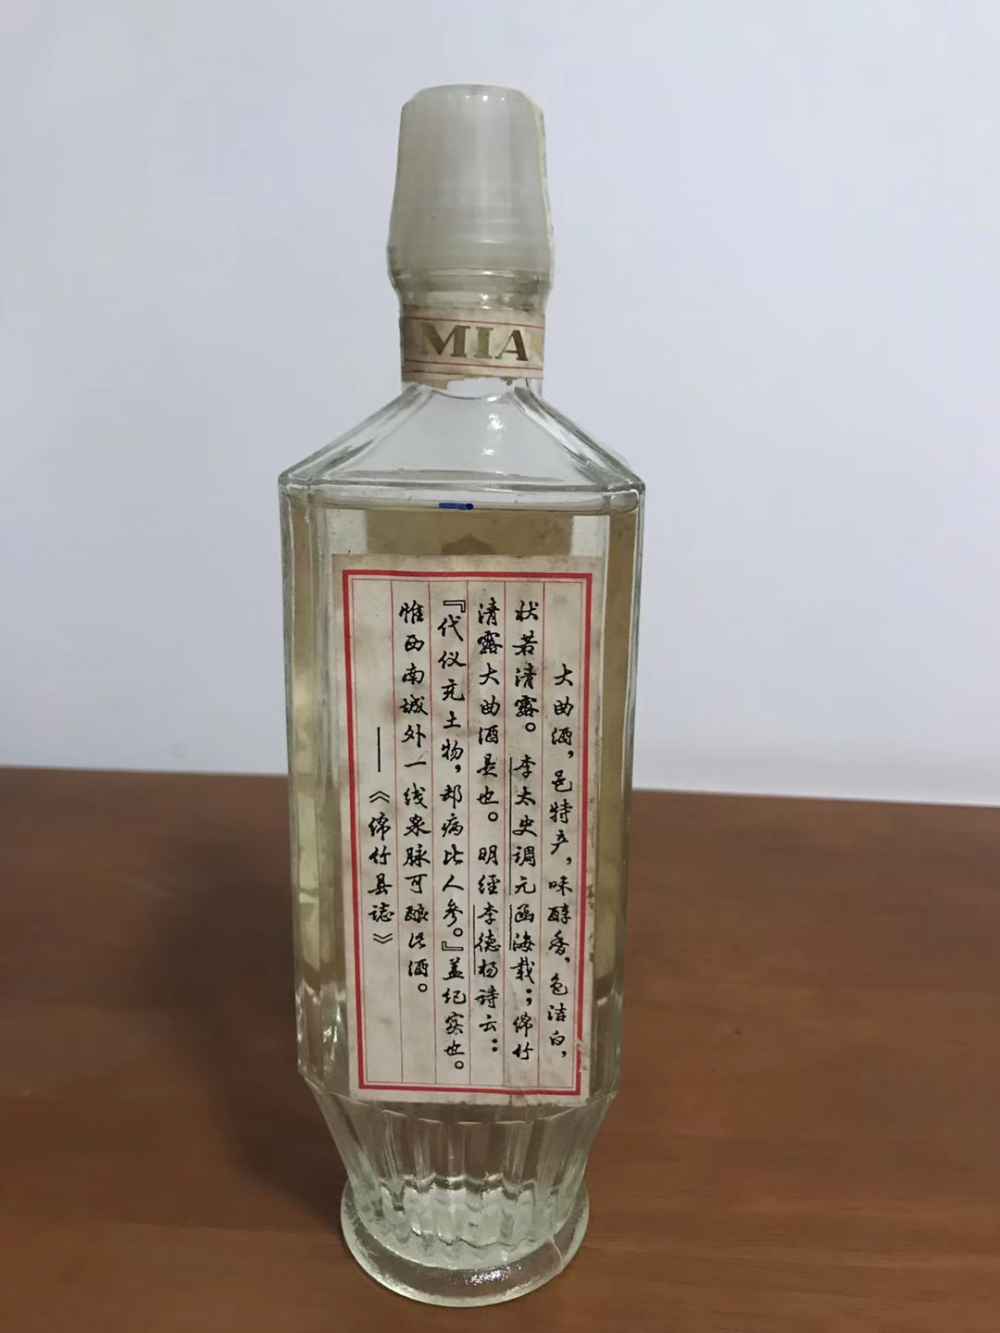 MIA
大曲酒，邑特产，味醇香，色洁白，
状若清露。李太史调元函海载；绵竹
清露大曲酒是也。明经李德扬诗云：
『代仪充土物，却病比人参。』盖纪实也。
惟西南城外一线泉脉可酿此酒。
——《绵竹县志》